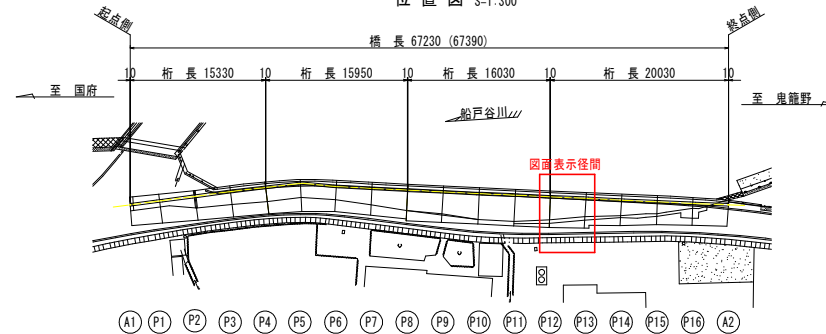 位置図 S=1:300
起点側
終点側
橋長 67230 (67390)
10 桁長 15330 10 桁長 15950 10 桁長 16030 10 桁長 20030 10
至 国府
船戸谷川
至 鬼籠野
図面表示径間
A1 P1 P2 P3 P4 P5 P6 P7 P8 P9 P10 P11 P12 P13 P14 P15 P16 A2